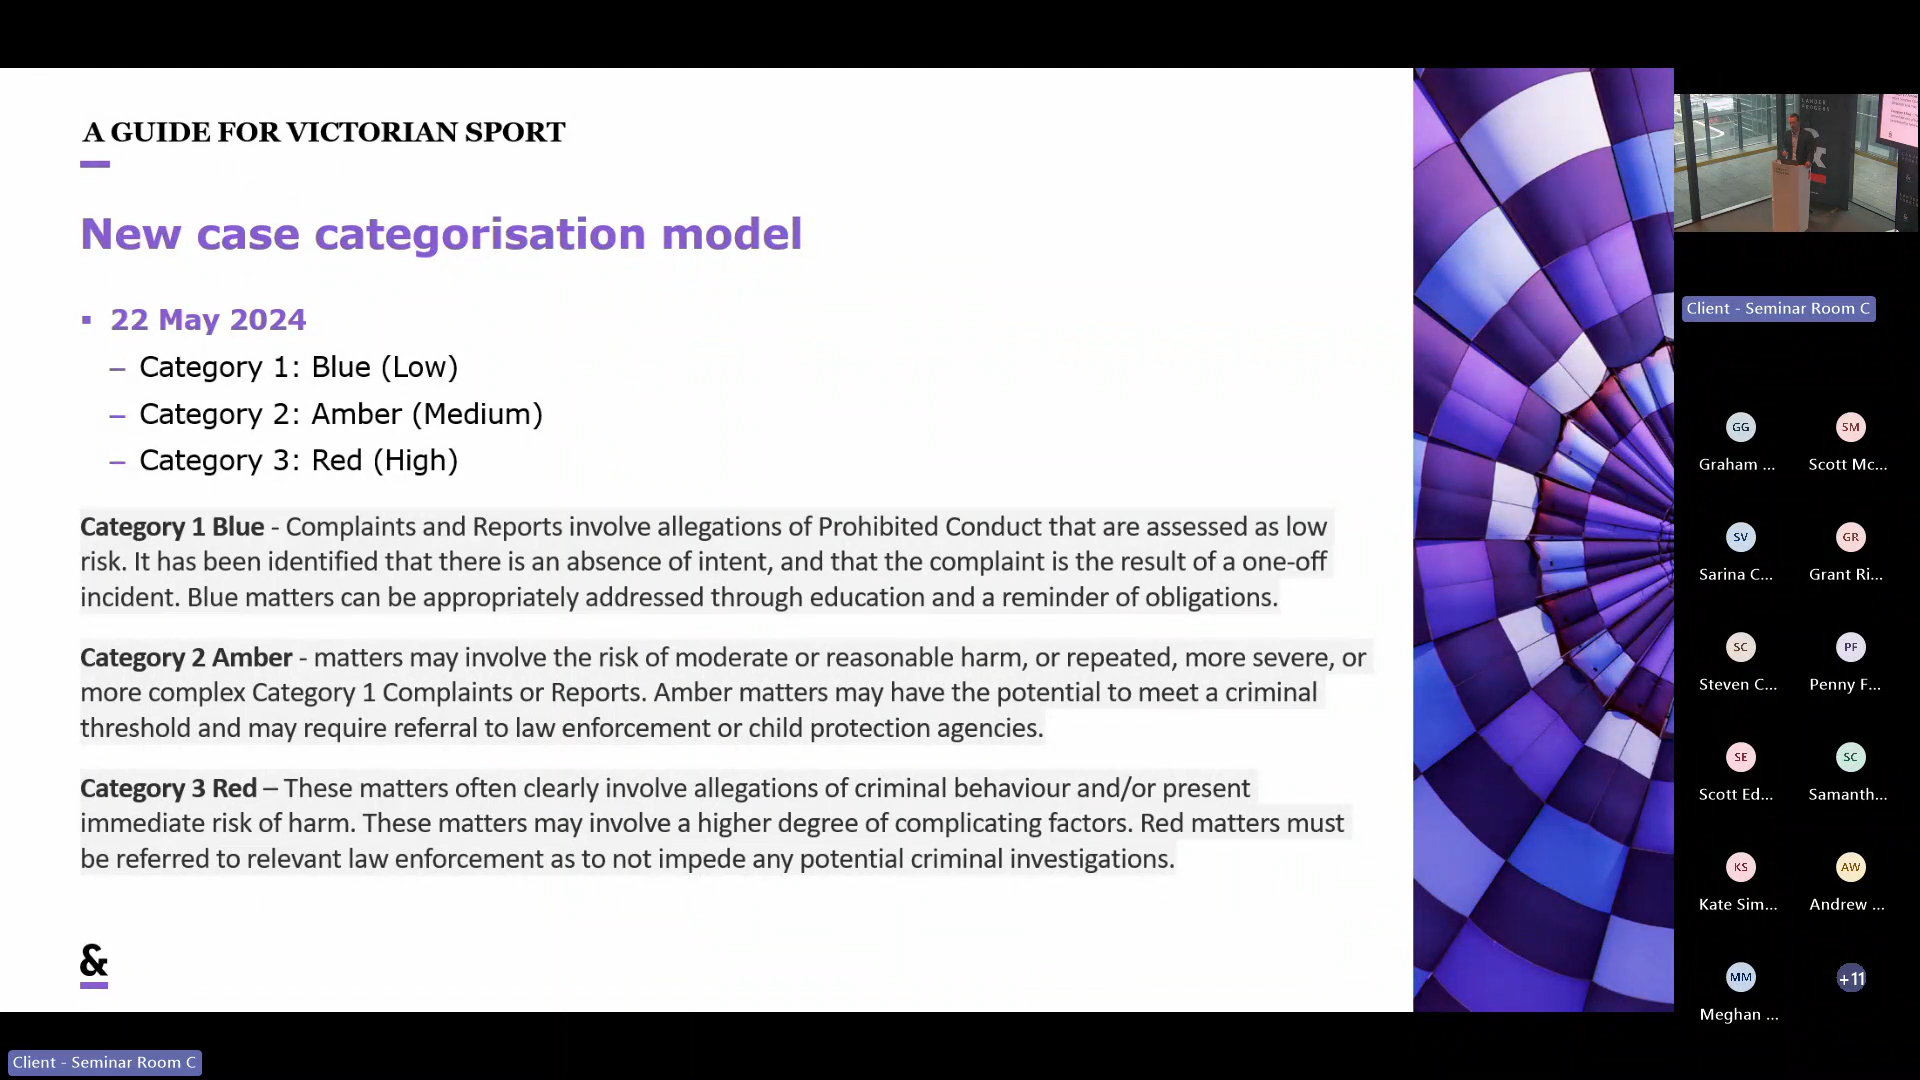 A GUIDE FOR VICTORIAN SPORT
New case categorisation model
▪ 22 May 2024
– Category 1: Blue (Low)
– Category 2: Amber (Medium)
– Category 3: Red (High)
Category 1 Blue - Complaints and Reports involve allegations of Prohibited Conduct that are assessed as low
risk. It has been identified that there is an absence of intent, and that the complaint is the result of a one-off
incident. Blue matters can be appropriately addressed through education and a reminder of obligations.
Category 2 Amber - matters may involve the risk of moderate or reasonable harm, or repeated, more severe, or
more complex Category 1 Complaints or Reports. Amber matters may have the potential to meet a criminal
threshold and may require referral to law enforcement or child protection agencies.
Category 3 Red – These matters often clearly involve allegations of criminal behaviour and/or present
immediate risk of harm. These matters may involve a higher degree of complicating factors. Red matters must
be referred to relevant law enforcement as to not impede any potential criminal investigations.
&
Client - Seminar Room C
Client - Seminar Room C
GG
SM
Graham ...
Scott Mc...
SV
GR
Sarina C...
Grant Ri...
SC
PF
Steven C...
Penny F...
SE
SC
Scott Ed...
Samanth...
KS
AW
Kate Sim...
Andrew ...
MM
+11
Meghan ...